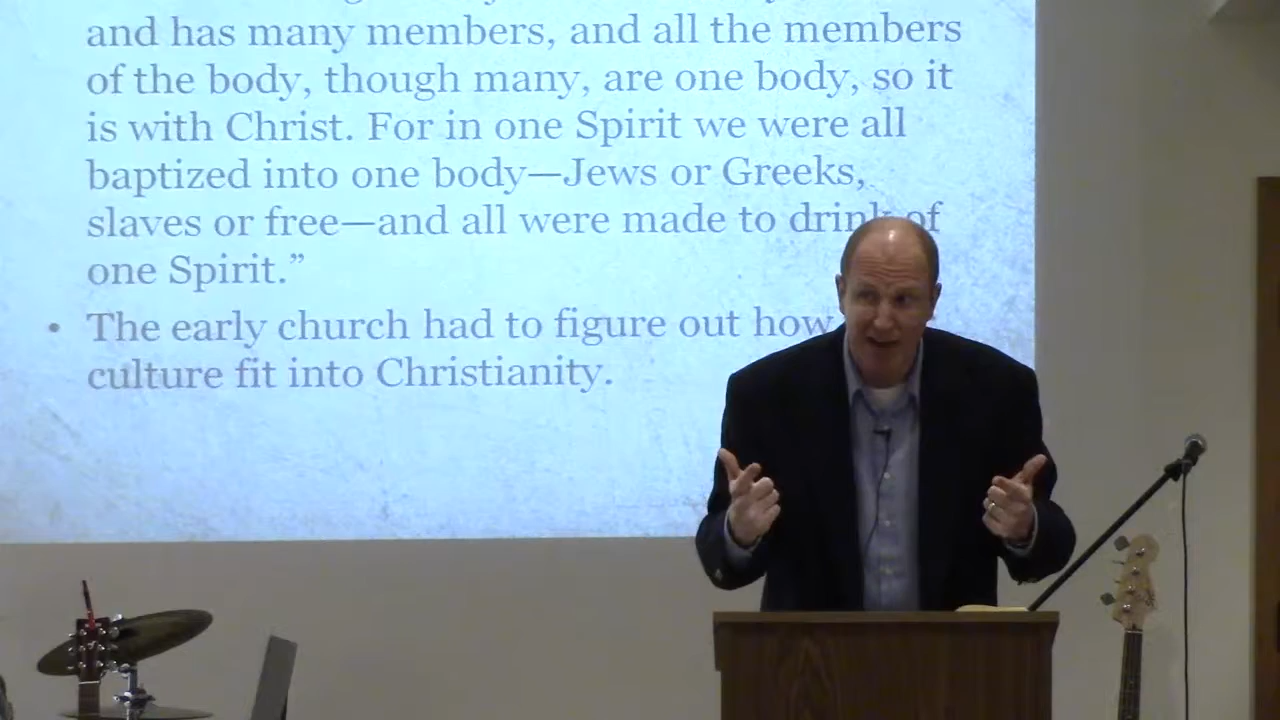 and has many members, and all the members
of the body, though many, are one body, so it
is with Christ. For in one Spirit we were all
baptized into one body—Jews or Greeks,
slaves or free—and all were made to drink of
one Spirit.”
• The early church had to figure out how
culture fit into Christianity.